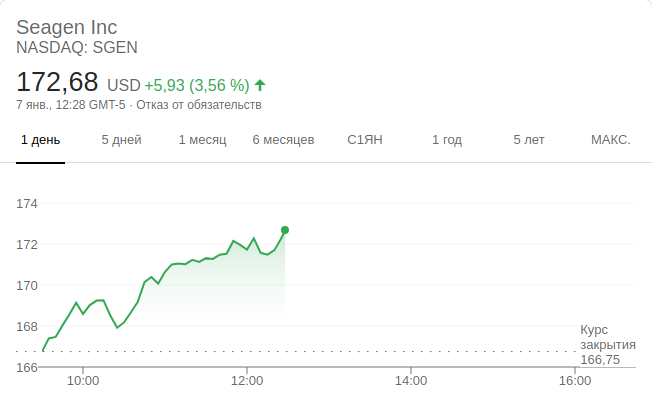 Seagen Inc
NASDAQ: SGEN
172,68 USD +5,93 (3,56 %) ↑
7 янв., 12:28 GMT-5 · Отказ от обязательств
1 день 5 дней 1 месяц 6 месяцев С1ЯН 1 год 5 лет МАКС.
174
172
170
168
166
Курс
закрытия
166,75
10:00 12:00 14:00 16:00